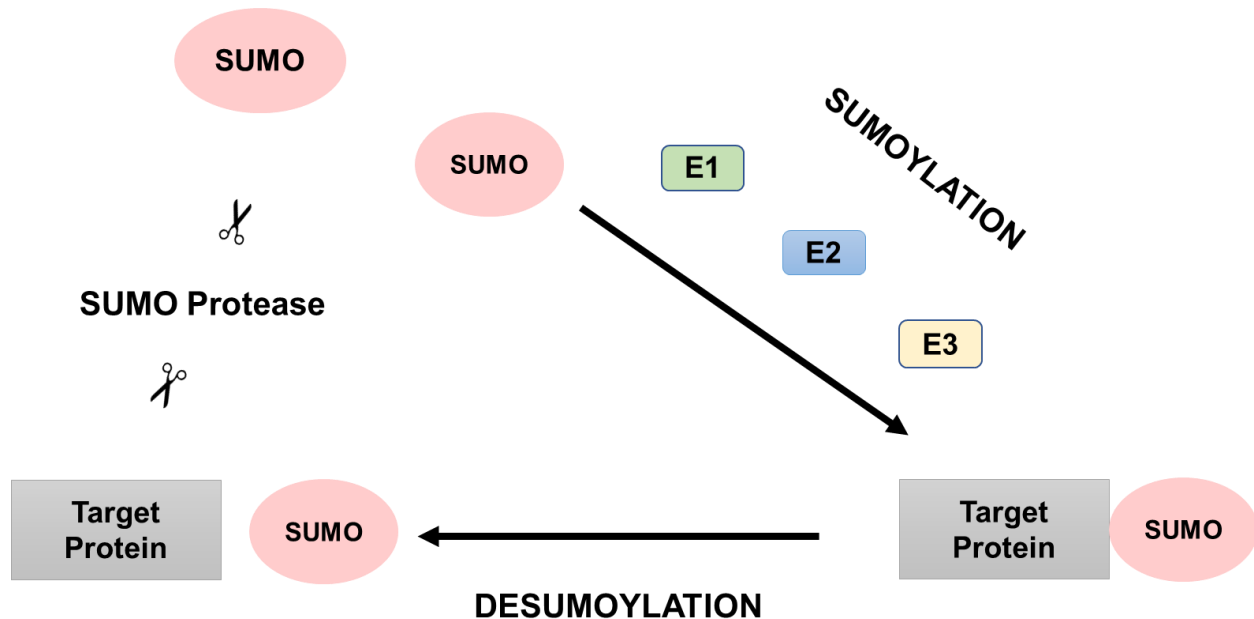 SUMO
SUMO
E1
SUMOYLATION
E2
SUMO Protease
E3
Target
Protein
SUMO
Target
Protein
SUMO
DESUMOYLATION